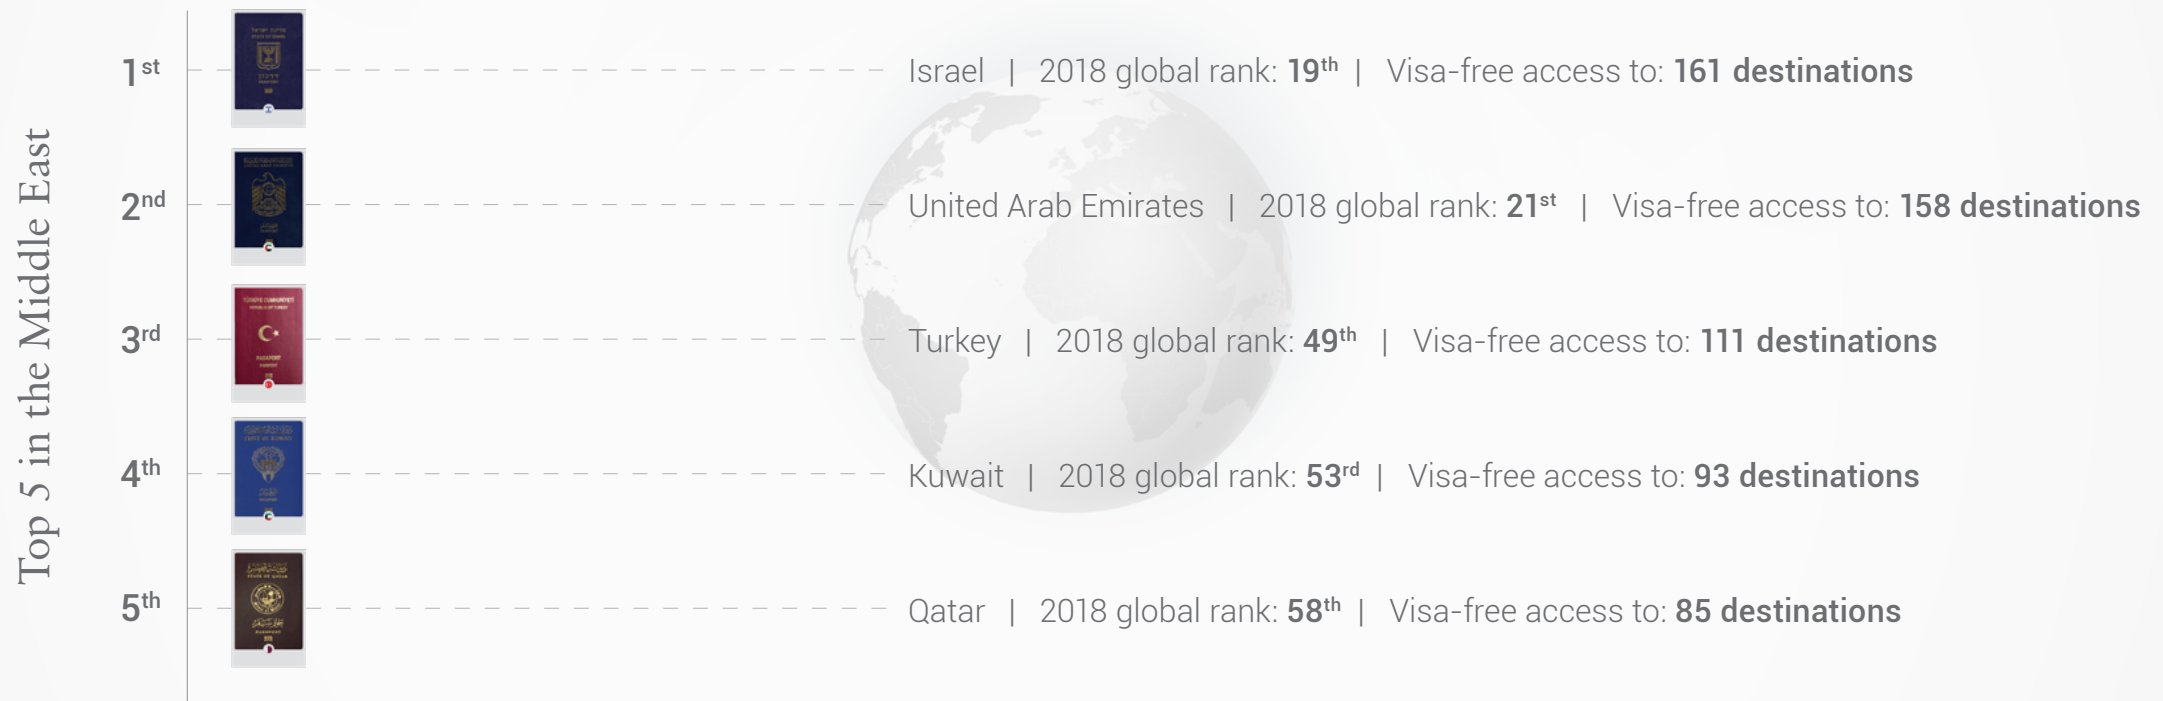 Top 5 in the Middle East
1st
Israel | 2018 global rank: 19th | Visa-free access to: 161 destinations
2nd
United Arab Emirates | 2018 global rank: 21st | Visa-free access to: 158 destinations
3rd
Turkey | 2018 global rank: 49th | Visa-free access to: 111 destinations
4th
Kuwait | 2018 global rank: 53rd | Visa-free access to: 93 destinations
5th
Qatar | 2018 global rank: 58th | Visa-free access to: 85 destinations